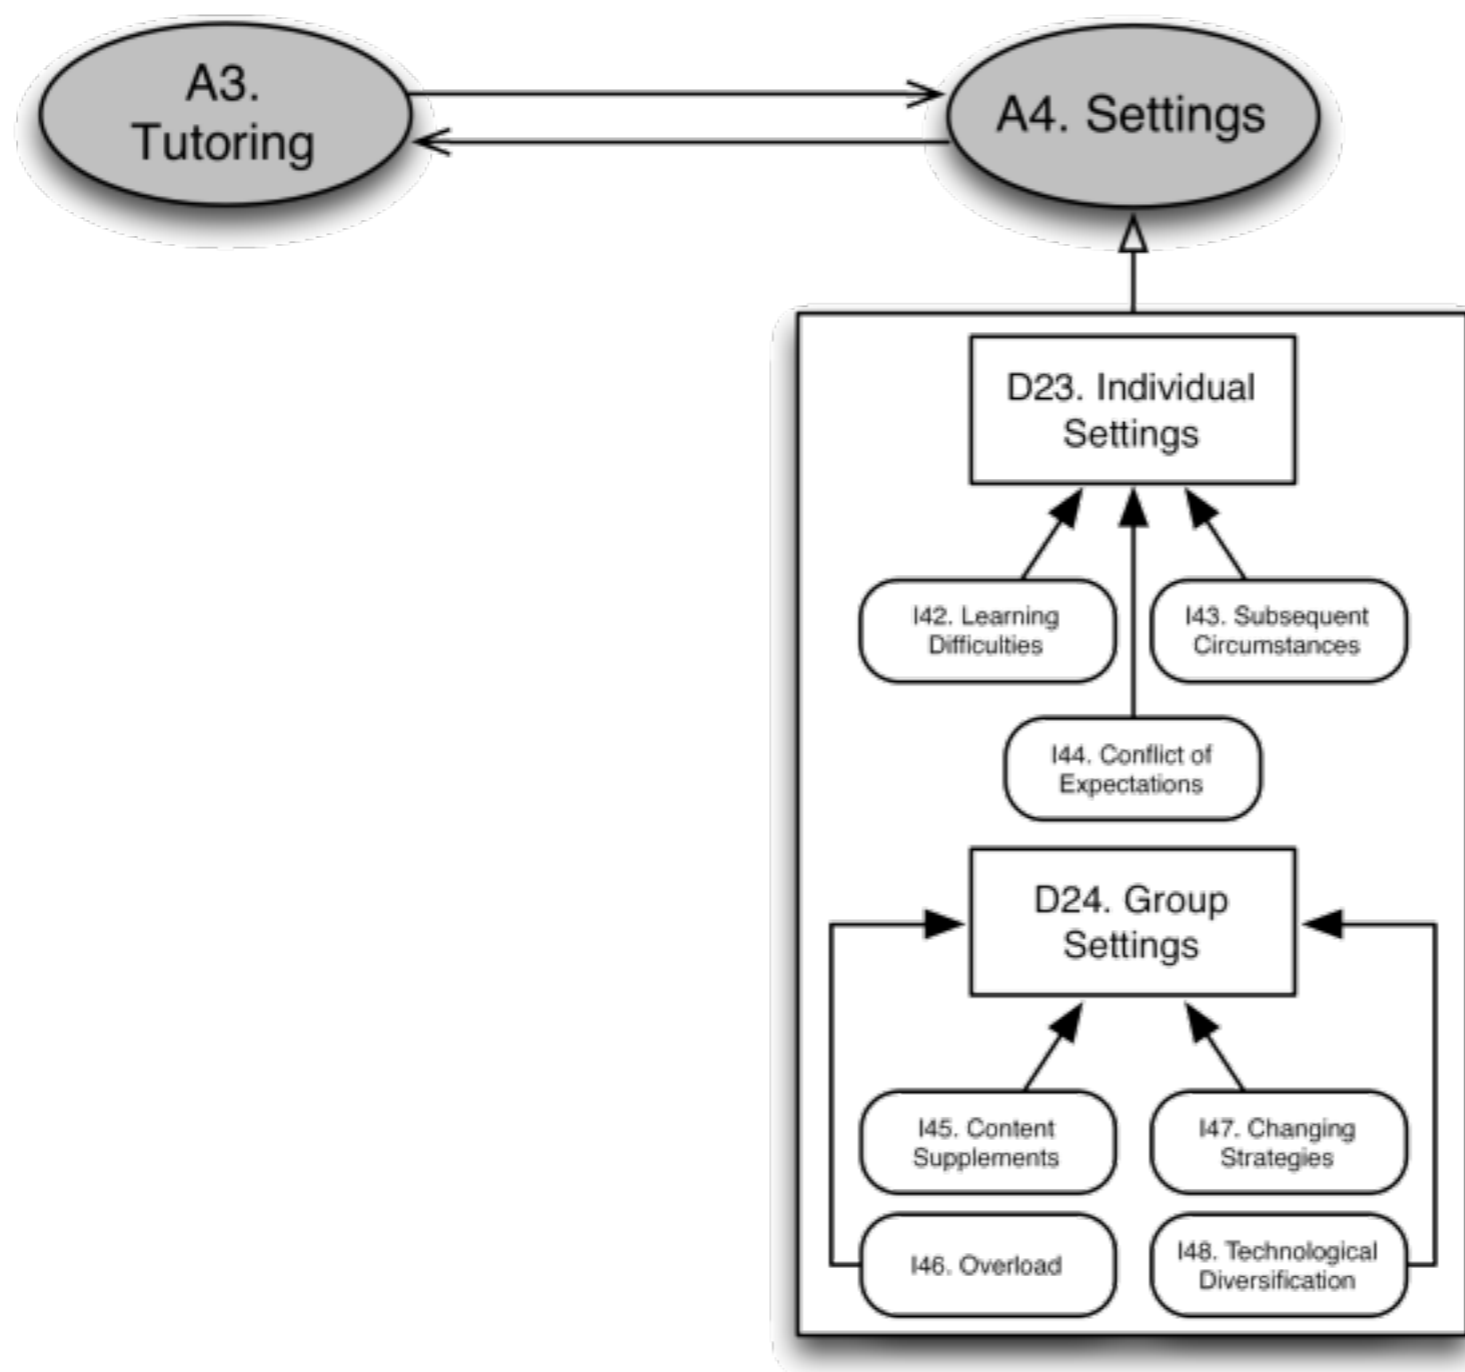 A3.
Tutoring
A4. Settings
D23. Individual
Settings
I42. Learning
Difficulties
I43. Subsequent
Circumstances
I44. Conflict of
Expectations
D24. Group
Settings
I45. Content
Supplements
I47. Changing
Strategies
I46. Overload
I48. Technological
Diversification